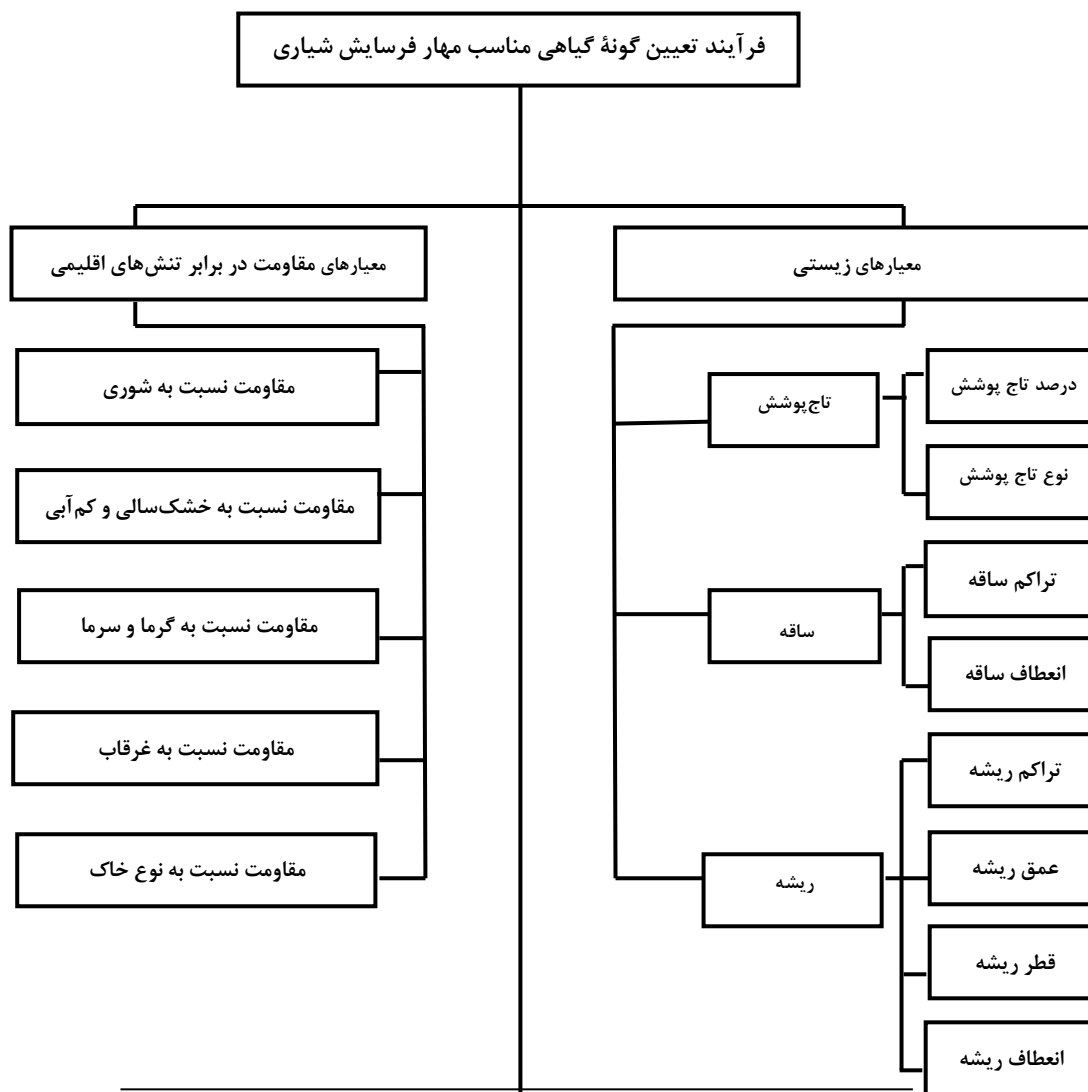 فرآیند تعیین گونۀ گیاهی مناسب مهار فرسایش شیاری
معیارهای زیستی
معیارهای مقاومت در برابر تنش‌های اقلیمی
تاج‌پوشش
درصد تاج پوشش
نوع تاج پوشش
ساقه
تراکم ساقه
انعطاف ساقه
ریشه
تراکم ریشه
عمق ریشه
قطر ریشه
انعطاف ریشه
مقاومت نسبت به شوری
مقاومت نسبت به خشک‌سالی و کم‌آبی
مقاومت نسبت به گرما و سرما
مقاومت نسبت به غرقاب
مقاومت نسبت به نوع خاک